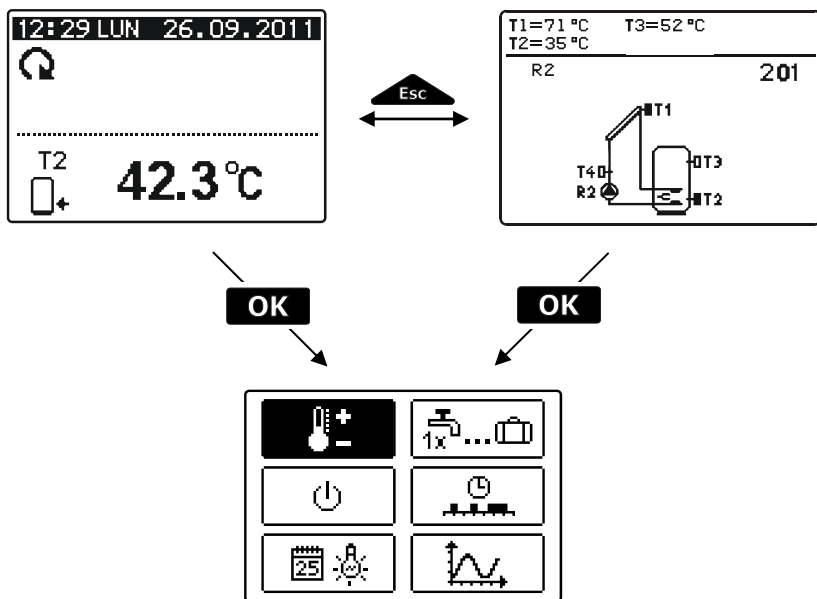 12:29 LUN 26.09.2011
T2
42.3°C
Esc
T1=71°C T3=52°C
T2=35°C
R2 201
T1
T3
T4
R2
T2
OK
OK
1x ...
25